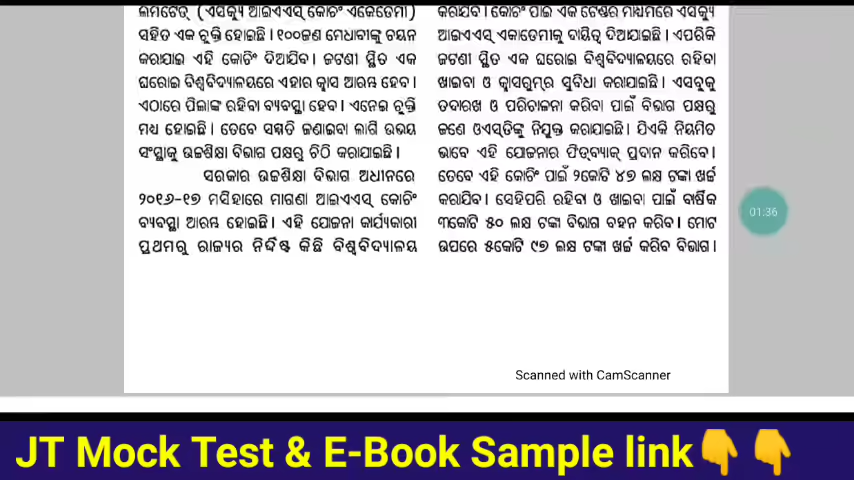 ଲିମିଟେଡ୍ (ଏସକ୍ୟୁ ଆଇଏଏସ୍ କୋଚିଂ ଏକେଡେମୀ)
ସହିତ ଏକ ଚୁକ୍ତି ହୋଇଛି । ୧୦୦ଜଣ ମେଧାବୀଙ୍କୁ ଚୟନ
କରାଯାଇ ଏହି କୋଚିଂ ଦିଆଯିବ । ଜଟଣୀ ସ୍ଥିତ ଏକ
ଘରୋଇ ବିଶ୍ୱବିଦ୍ୟାଳୟରେ ଏହାର କ୍ଲାସ ଆରମ୍ଭ ହେବ ।
ଏଠାରେ ପିଲାଙ୍କ ରହିବା ବ୍ୟବସ୍ଥା ହେବ । ଏନେଇ ଚୁକ୍ତି
ମଧ୍ୟ ହୋଇଛି । ତେବେ ସମ୍ମତି ଜଣାଇବା ଲାଗି ଉଭୟ
ସଂସ୍ଥାକୁ ଉଚ୍ଚଶିକ୍ଷା ବିଭାଗ ପକ୍ଷରୁ ଚିଠି କରାଯାଇଛି ।
ସରକାର ଉଚ୍ଚଶିକ୍ଷା ବିଭାଗ ଅଧୀନରେ
୨୦୧୬-୧୭ ମସିହାରେ ମାଗଣା ଆଇଏଏସ୍ କୋଚିଂ
ବ୍ୟବସ୍ଥା ଆରମ୍ଭ ହୋଇଛି । ଏହି ଯୋଜନା କାର୍ଯ୍ୟକାରୀ
ପ୍ରଥମରୁ ରାଜ୍ୟର ନିର୍ଦ୍ଦିଷ୍ଟ କିଛି ବିଶ୍ୱବିଦ୍ୟାଳୟ
କରାଯିବ । କୋଚିଂ ପାଇଁ ଏକ ଟେଣ୍ଡର ମାଧ୍ୟମରେ ଏସକ୍ୟୁ
ଆଇଏଏସ୍ ଏକାଡେମୀକୁ ଦାୟିତ୍ୱ ଦିଆଯାଇଛି । ଏପରିକି
ଜଟଣୀ ସ୍ଥିତ ଏକ ଘରୋଇ ବିଶ୍ୱବିଦ୍ୟାଳୟରେ ରହିବା
ଖାଇବା ଓ କ୍ଲାସରୁମ୍‌ର ସୁବିଧା କରାଯାଇଛି । ଏସବୁକୁ
ତଦାରଖ ଓ ପରିଚାଳନା କରିବା ପାଇଁ ବିଭାଗ ପକ୍ଷରୁ
ଜଣେ ଓଏସ୍‌ଡିଙ୍କୁ ନିଯୁକ୍ତ କରାଯାଇଛି । ଯିଏକି ନିୟମିତ
ଭାବେ ଏହି ଯୋଜନାର ଫିଡ୍‌ବ୍ୟାକ୍ ପ୍ରଦାନ କରିବେ ।
ତେବେ ଏହି କୋଚିଂ ପାଇଁ ୨କୋଟି ୪୭ ଲକ୍ଷ ଟଙ୍କା ଖର୍ଚ୍ଚ
କରାଯିବ । ସେହିପରି ରହିବା ଓ ଖାଇବା ପାଇଁ ବାର୍ଷିକ
୩କୋଟି ୫୦ ଲକ୍ଷ ଟଙ୍କା ବିଭାଗ ବହନ କରିବ । ମୋଟ
ଉପରେ ୫କୋଟି ୯୭ ଲକ୍ଷ ଟଙ୍କା ଖର୍ଚ୍ଚ କରିବ ବିଭାଗ ।
01:36
Scanned with CamScanner
JT Mock Test & E-Book Sample link👇👇